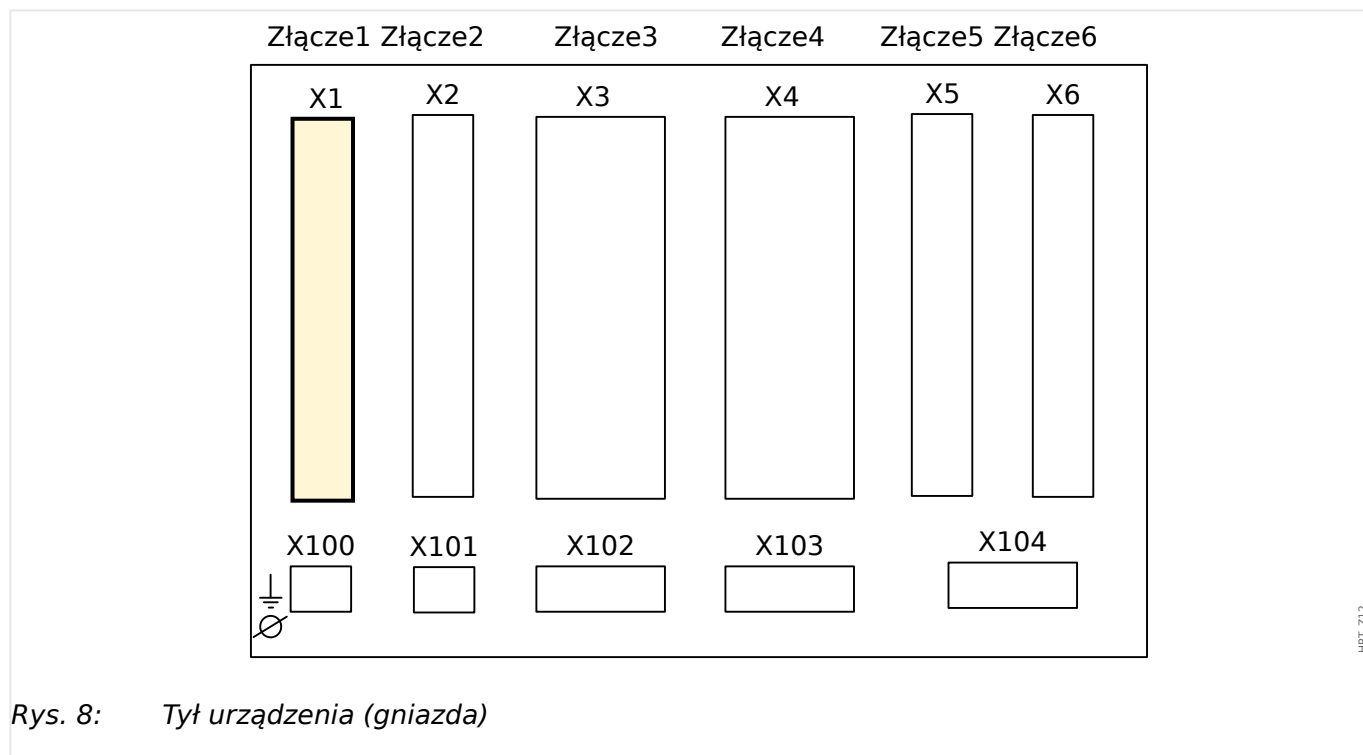 Złącze1 Złącze2 Złącze3 Złącze4 Złącze5 Złącze6
X1 X2 X3 X4 X5 X6
X100 X101 X102 X103 X104
HPT_Z12
Rys. 8: Tył urządzenia (gniazda)